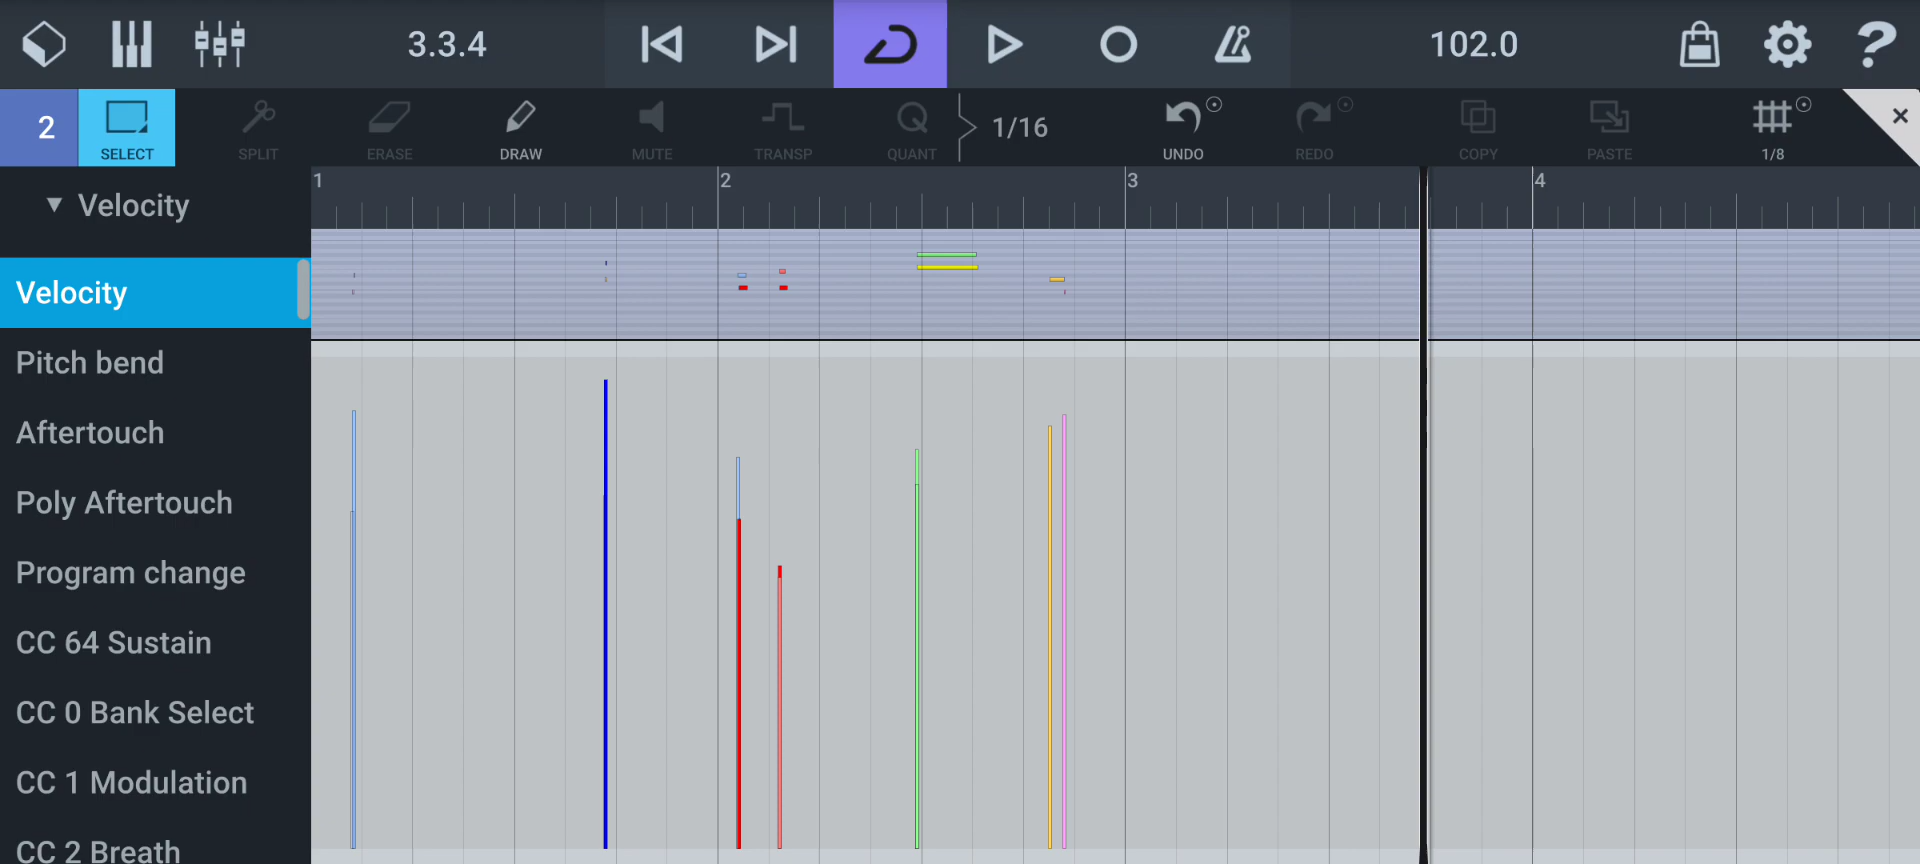 3.3.4
102.0
2
SELECT
SPLIT
ERASE
DRAW
MUTE
TRANSP
QUANT
1/16
UNDO
REDO
COPY
PASTE
1/8
Velocity
1
2
3
4
Velocity
Pitch bend
Aftertouch
Poly Aftertouch
Program change
CC 64 Sustain
CC 0 Bank Select
CC 1 Modulation
CC 2 Breath